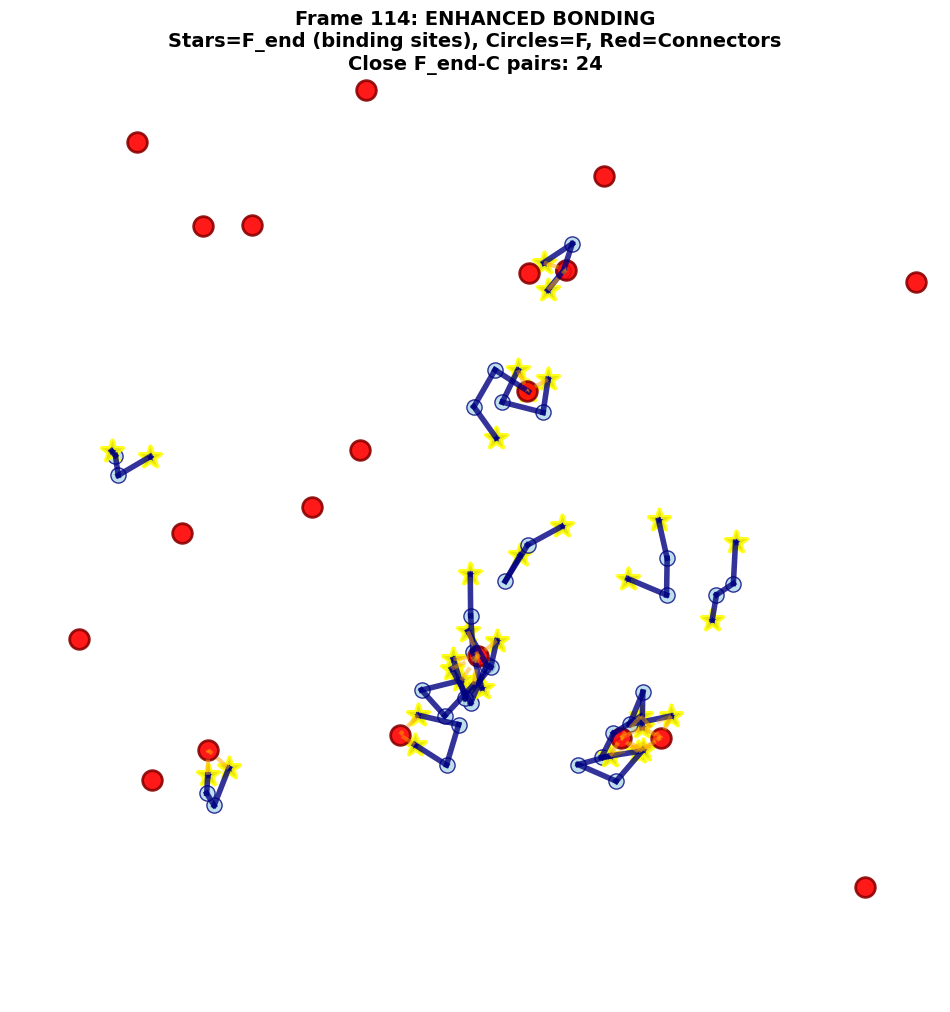 Frame 114: ENHANCED BONDING
Stars=F_end (binding sites), Circles=F, Red=Connectors
Close F_end-C pairs: 24